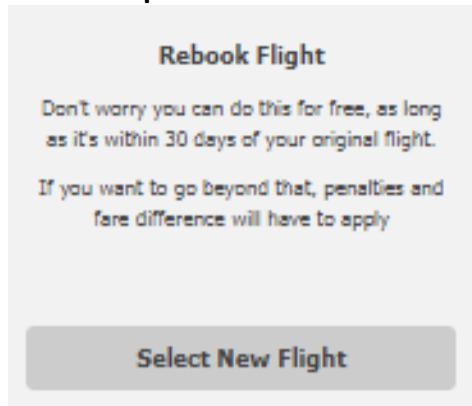 Rebook Flight
Don't worry you can do this for free, as long
as it's within 30 days of your original flight.
If you want to go beyond that, penalties and
fare difference will have to apply
Select New Flight